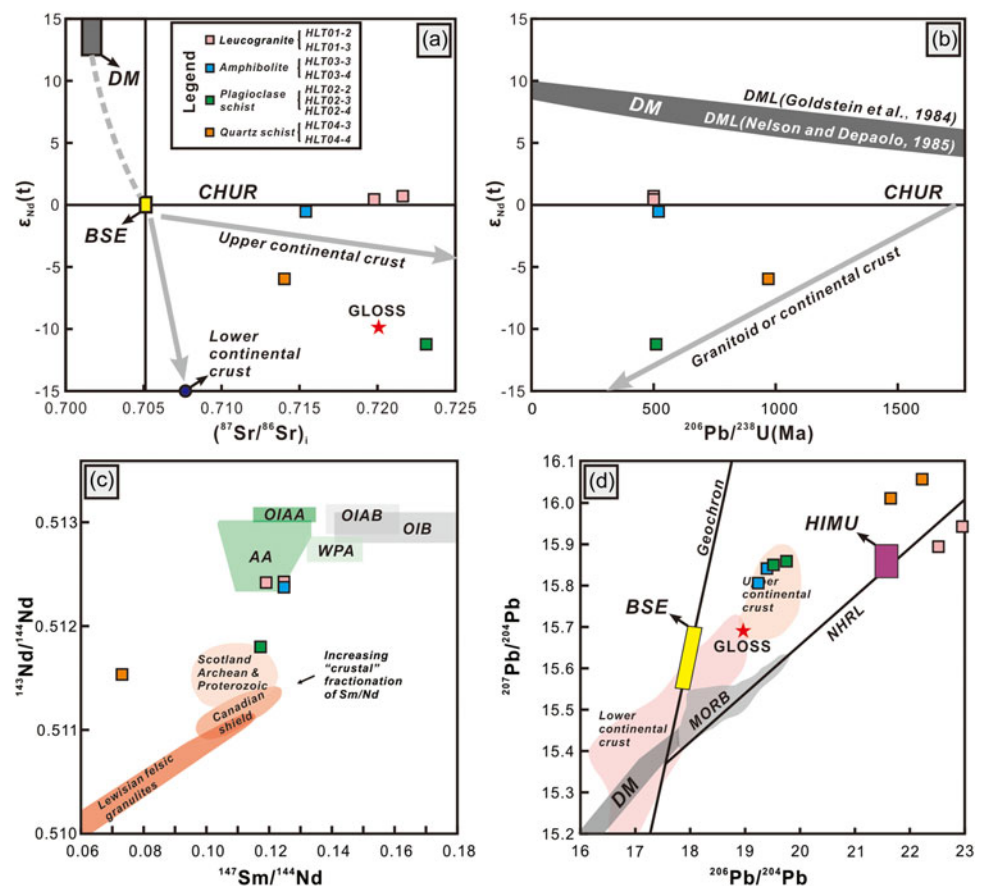 (a)
15
10
5
0
-5
-10
-15
εNd(t)
DM
Legend
Leucogranite
HLT01-2
HLT01-3
Amphibolite
HLT03-3
HLT03-4
Plagioclase
schist
HLT02-2
HLT02-3
HLT02-4
Quartz schist
HLT04-3
HLT04-4
CHUR
BSE
Upper continental crust
GLOSS
Lower
continental
crust
0.700
0.705
0.710
0.715
0.720
0.725
(⁸⁷Sr/⁸⁶Sr)i
(b)
15
10
5
0
-5
-10
-15
εNd(t)
DM
DML(Goldstein et al., 1984)
DML(Nelson and Depaolo, 1985)
CHUR
Granitoid or continental crust
0
500
1000
1500
²⁰⁶Pb/²³⁸U(Ma)
(c)
0.513
0.512
0.511
0.510
¹⁴³Nd/¹⁴⁴Nd
OIAA
OIAB
OIB
AA
WPA
Scotland
Archean &
Proterozoic
Increasing
"crustal"
fractionation
of Sm/Nd
Canadian
shield
Lewisian felsic
granulites
0.06
0.08
0.10
0.12
0.14
0.16
0.18
¹⁴⁷Sm/¹⁴⁴Nd
(d)
16.1
16.0
15.9
15.8
15.7
15.6
15.5
15.4
15.3
15.2
²⁰⁷Pb/²⁰⁴Pb
Geochron
HIMU
Upper
continental
crust
BSE
GLOSS
NHRL
MORB
Lower continental
crust
DM
16
17
18
19
20
21
22
23
²⁰⁶Pb/²⁰⁴Pb